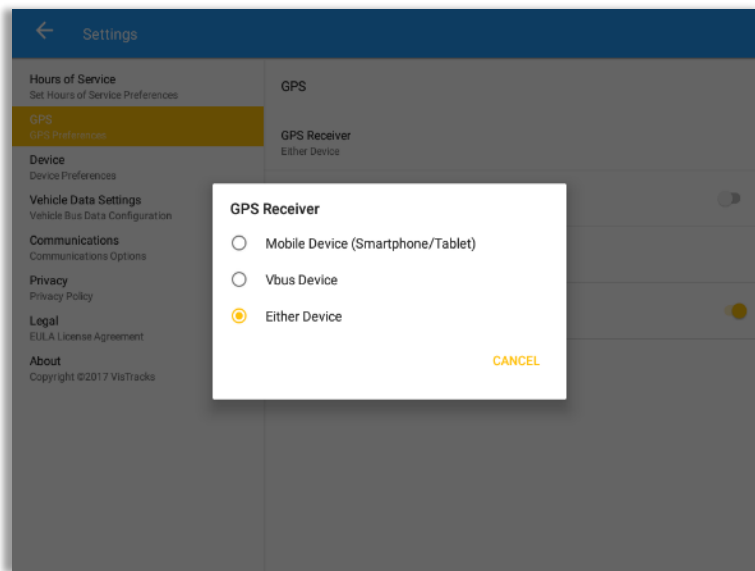 Settings
Hours of Service
Set Hours of Service Preferences
GPS
GPS Preferences
Device
Device Preferences
Vehicle Data Settings
Vehicle Bus Data Configuration
Communications
Communications Options
Privacy
Privacy Policy
Legal
EULA License Agreement
About
Copyright ©2017 VisTracks
GPS
GPS Receiver
Either Device
GPS Receiver
Mobile Device (Smartphone/Tablet)
Vbus Device
Either Device
CANCEL